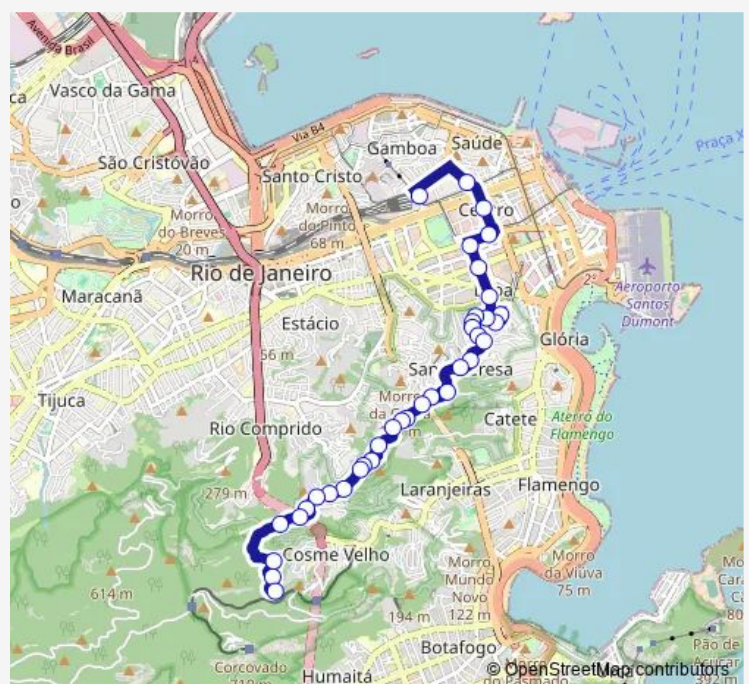 Avenida Brasil
Vasco da Gama
Via B4
Gamboa
Saúde
Praça X
São Cristóvão
Santo Cristo
Morro
do Breves
20 m
Morro
do Pinto
68 m
Rio de Janeiro
Maracanã
2ª
Aeroporto
Santos
Dumont
Estácio
56 m
Glória
Tijuca
Rio Comprido
Catete
Aterro do
Flamengo
279 m
Laranjeiras
Flamengo
Cosme Velho
Morro
Mundo
Novo
122 m
Morro
da Viúva
75 m
614 m
194 m
Corcovado
Botafogo
Humaitá
Pão de
© OpenStreetMap contributors